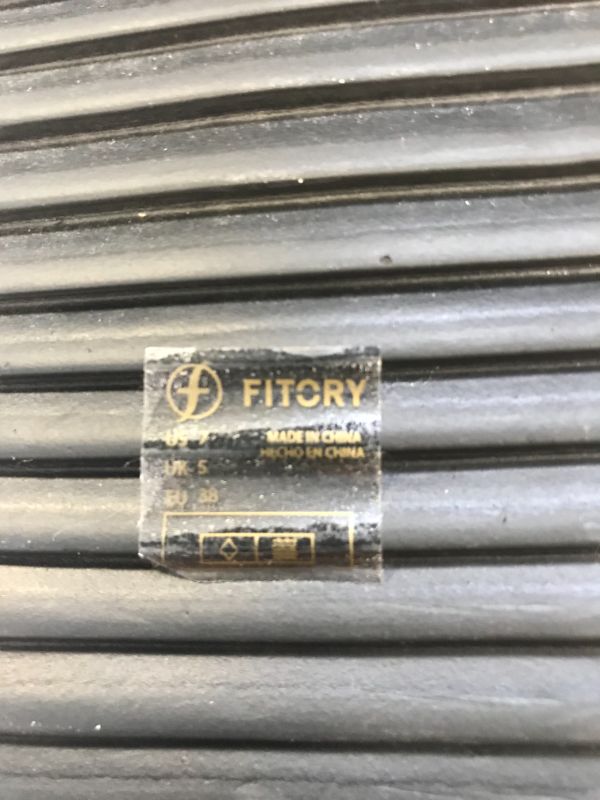 FITORY
US 7
MADE IN CHINA
HECHO EN CHINA
UK 5
EU 38